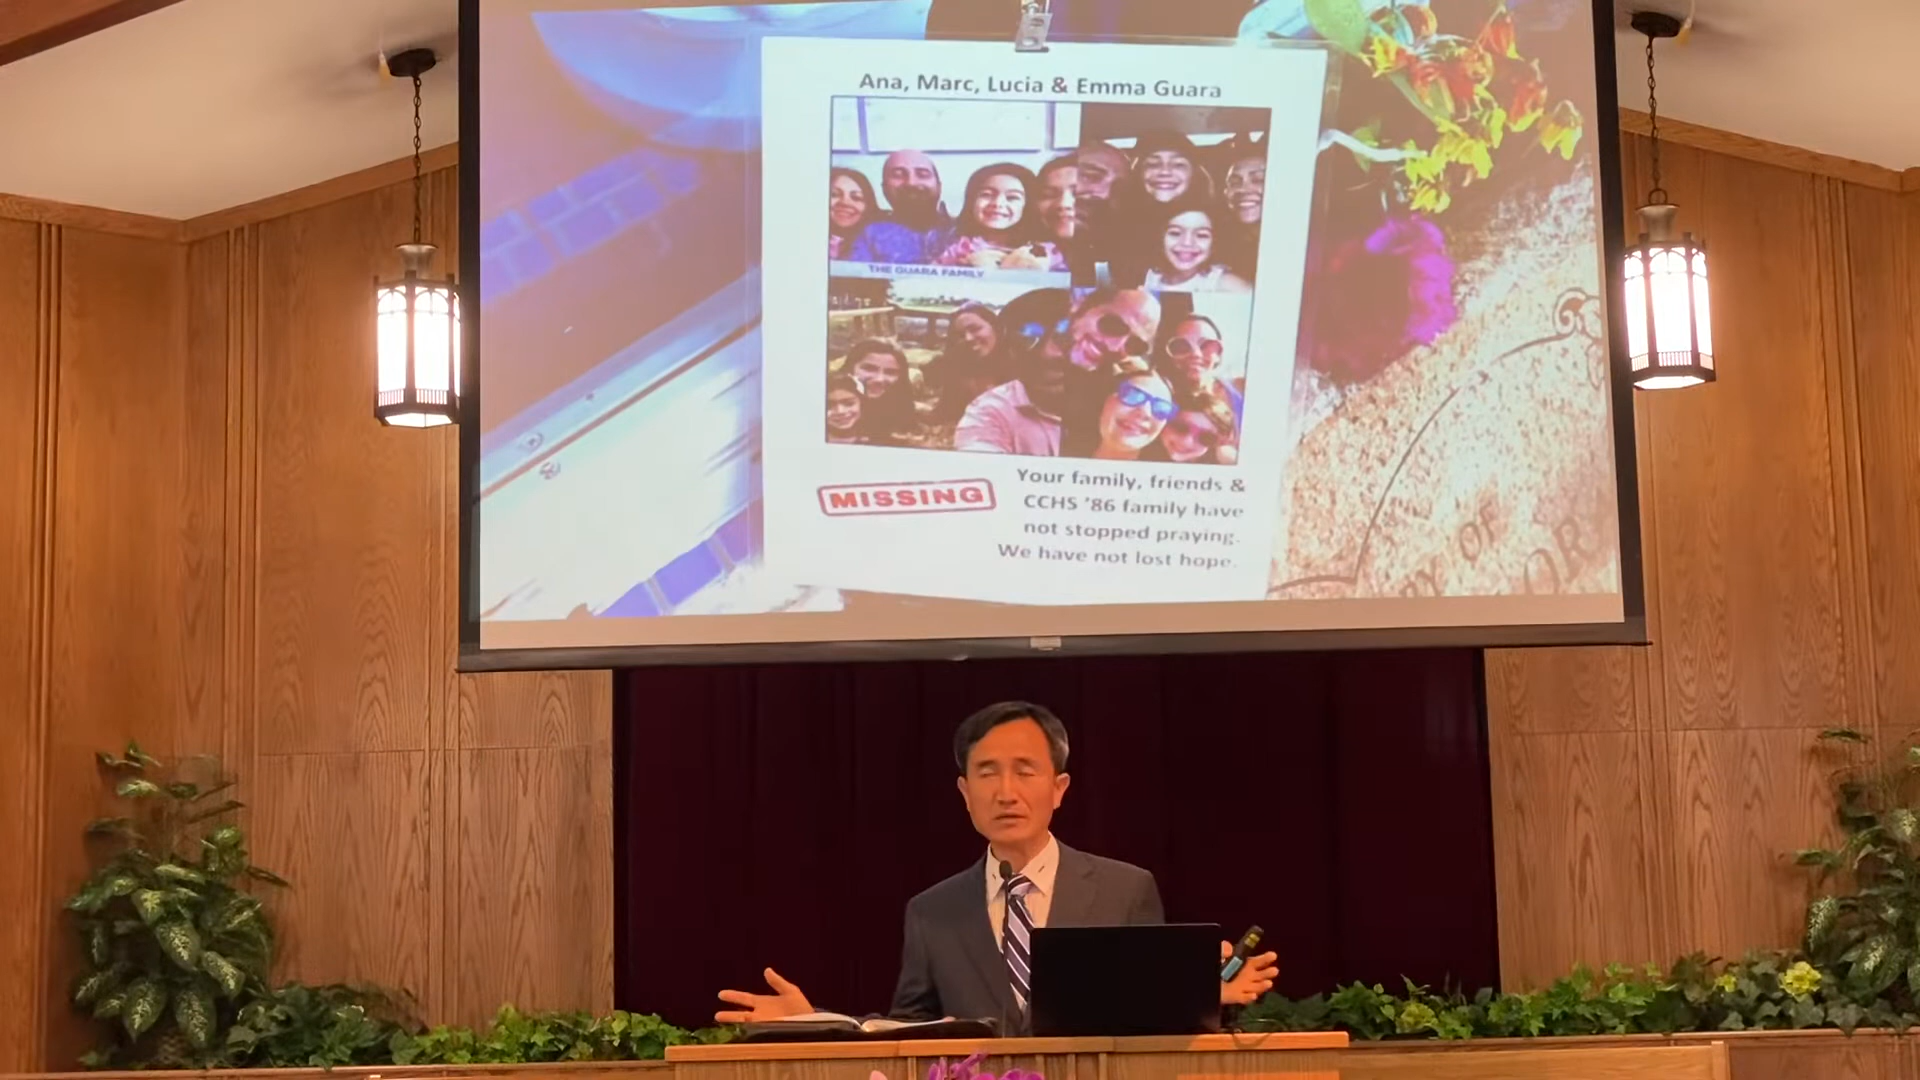 Ana, Marc, Lucia & Emma Guara
THE GUARA FAMILY
MISSING
Your family, friends &
CCHS '86 family have
not stopped praying.
We have not lost hope.
OF